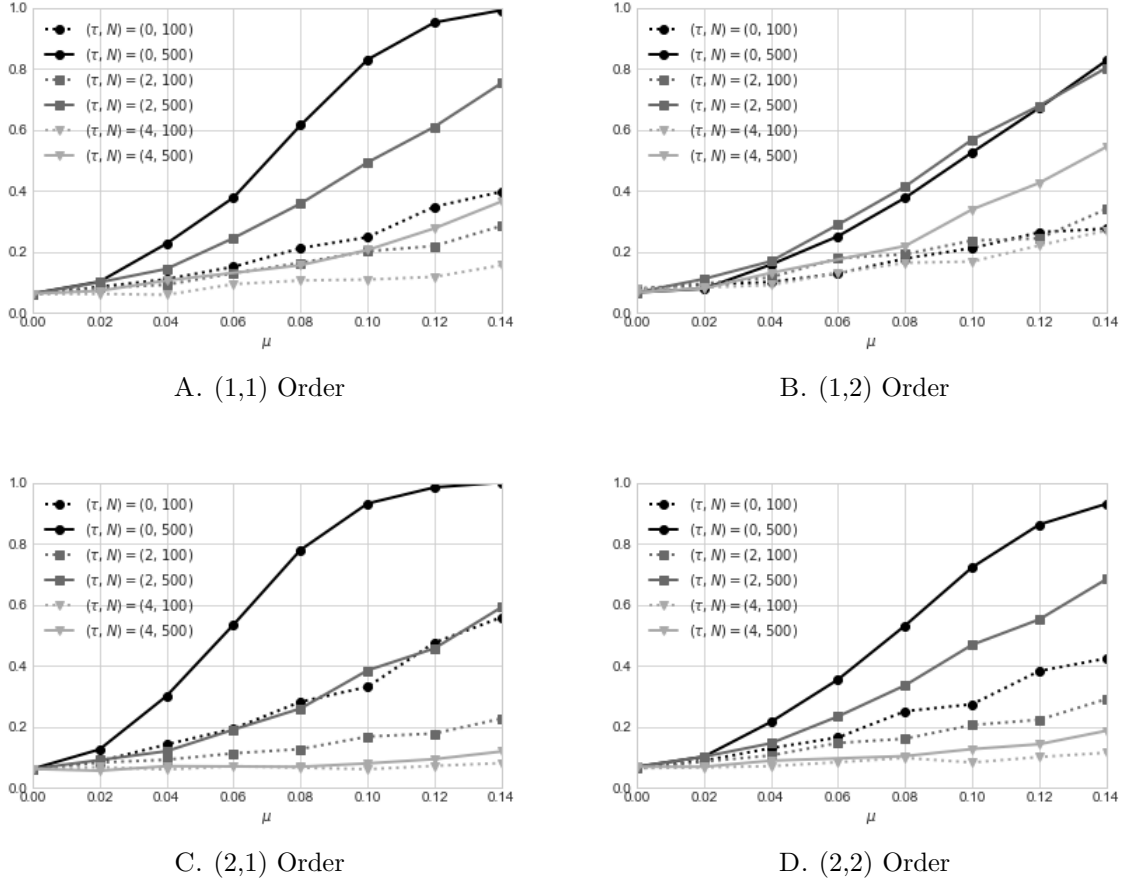 1.0
0.8
0.6
0.4
0.2
0.0
(τ, N) = (0, 100)
(τ, N) = (0, 500)
(τ, N) = (2, 100)
(τ, N) = (2, 500)
(τ, N) = (4, 100)
(τ, N) = (4, 500)
0.00 0.02 0.04 0.06 0.08 0.10 0.12 0.14
μ
A. (1,1) Order
1.0
0.8
0.6
0.4
0.2
0.0
(τ, N) = (0, 100)
(τ, N) = (0, 500)
(τ, N) = (2, 100)
(τ, N) = (2, 500)
(τ, N) = (4, 100)
(τ, N) = (4, 500)
0.00 0.02 0.04 0.06 0.08 0.10 0.12 0.14
μ
B. (1,2) Order
1.0
0.8
0.6
0.4
0.2
0.0
(τ, N) = (0, 100)
(τ, N) = (0, 500)
(τ, N) = (2, 100)
(τ, N) = (2, 500)
(τ, N) = (4, 100)
(τ, N) = (4, 500)
0.00 0.02 0.04 0.06 0.08 0.10 0.12 0.14
μ
C. (2,1) Order
1.0
0.8
0.6
0.4
0.2
0.0
(τ, N) = (0, 100)
(τ, N) = (0, 500)
(τ, N) = (2, 100)
(τ, N) = (2, 500)
(τ, N) = (4, 100)
(τ, N) = (4, 500)
0.00 0.02 0.04 0.06 0.08 0.10 0.12 0.14
μ
D. (2,2) Order